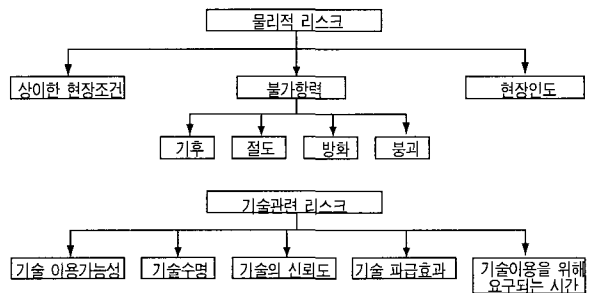 물리적 리스크
상이한 현장조건
불가항력
현장인도
기후
절도
방화
붕괴
기술관련 리스크
기술 이용가능성
기술수명
기술의 신뢰도
기술 파급효과
기술이용을 위해
요구되는 시간